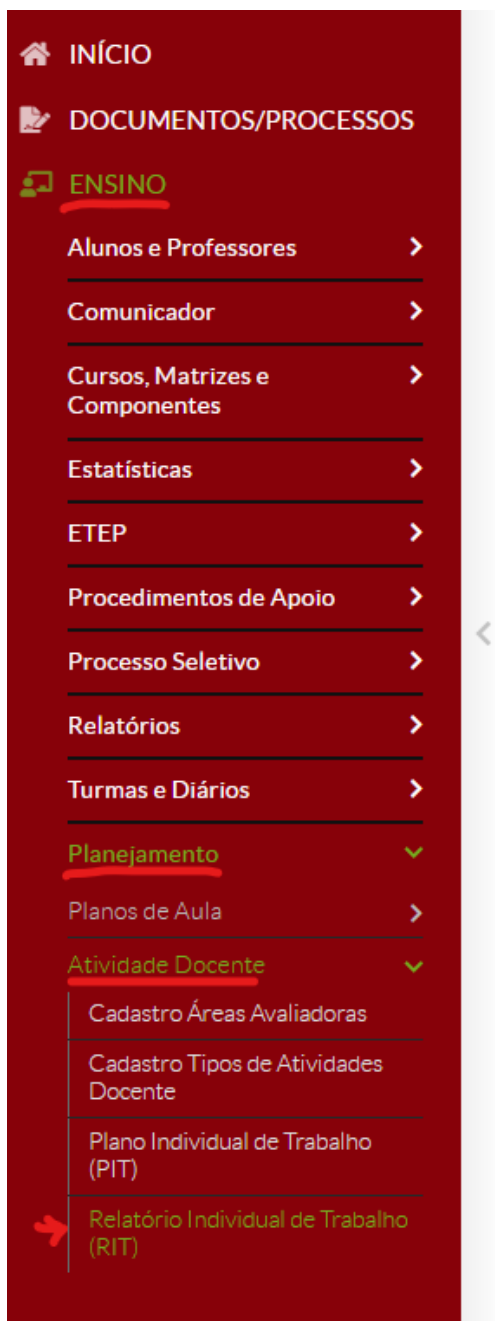 INÍCIO
DOCUMENTOS/PROCESSOS
ENSINO
Alunos e Professores
Comunicador
Cursos, Matrizes e
Componentes
Estatísticas
ETEP
Procedimentos de Apoio
Processo Seletivo
Relatórios
Turmas e Diários
Planejamento
Planos de Aula
Atividade Docente
Cadastro Áreas Avaliadoras
Cadastro Tipos de Atividades
Docente
Plano Individual de Trabalho
(PIT)
Relatório Individual de Trabalho
(RIT)